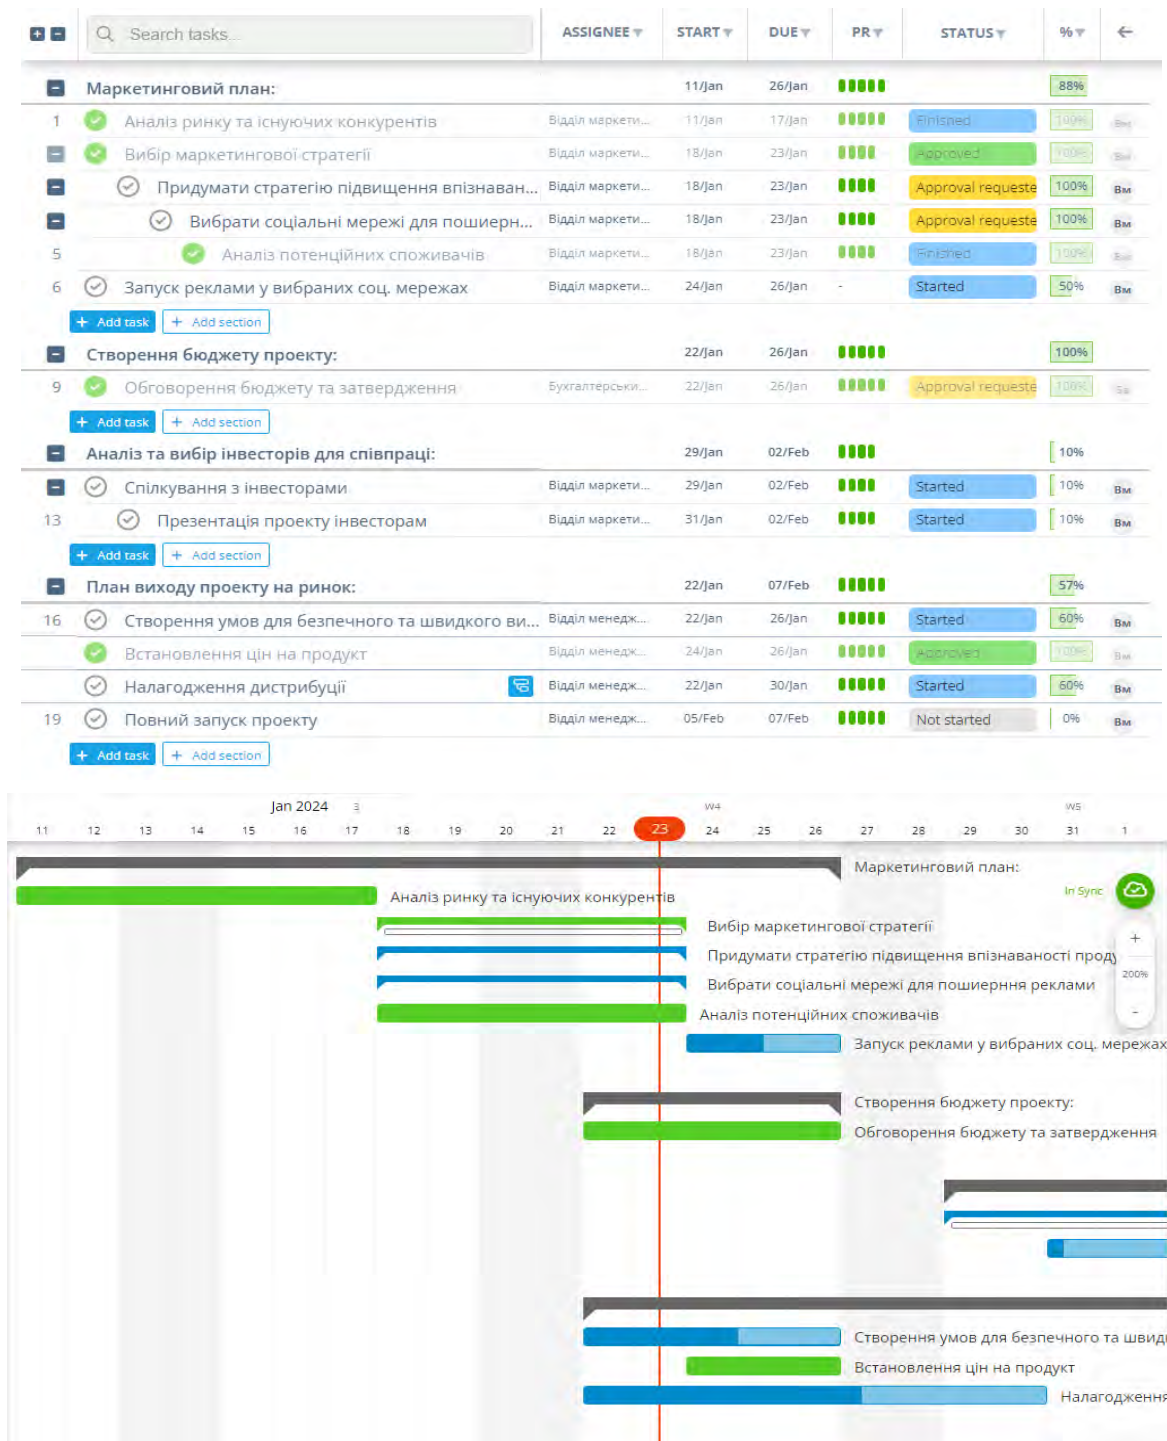 Search tasks... ASSIGNEE START DUE PR STATUS %
Маркетинговий план: 11/Jan 26/Jan 88%
1 Аналіз ринку та існуючих конкурентів Відділ маркети... 11/Jan 17/Jan Finished 100% Вм
Вибір маркетингової стратегії Відділ маркети... 18/Jan 23/Jan Approved 100% Вм
Придумати стратегію підвищення впізнаван... Відділ маркети... 18/Jan 23/Jan Approval requeste 100% Вм
Вибрати соціальні мережі для пошиерн... Відділ маркети... 18/Jan 23/Jan Approval requeste 100% Вм
5 Аналіз потенційних споживачів Відділ маркети... 18/Jan 23/Jan Finished 100% Вм
6 Запуск реклами у вибраних соц. мережах Відділ маркети... 24/Jan 26/Jan - Started 50% Вм
+ Add task + Add section
Створення бюджету проекту: 22/Jan 26/Jan 100%
9 Обговорення бюджету та затвердження Бухгалтерськи... 22/Jan 26/Jan Approval requeste 100%
+ Add task + Add section
Аналіз та вибір інвесторів для співпраці: 29/Jan 02/Feb 10%
Спілкування з інвесторами Відділ маркети... 29/Jan 02/Feb Started 10% Вм
13 Презентація проекту інвесторам Відділ маркети... 31/Jan 02/Feb Started 10% Вм
+ Add task + Add section
План виходу проекту на ринок: 22/Jan 07/Feb 57%
16 Створення умов для безпечного та швидкого ви... Відділ менедж... 22/Jan 26/Jan Started 60% Вм
Встановлення цін на продукт Відділ менедж... 24/Jan 26/Jan Approved 100% Вм
Налагодження дистрибуції Відділ менедж... 22/Jan 30/Jan Started 60% Вм
19 Повний запуск проекту Відділ менедж... 05/Feb 07/Feb Not started 0% Вм
+ Add task + Add section
Jan 2024 3 W4 W5
11 12 13 14 15 16 17 18 19 20 21 22 23 24 25 26 27 28 29 30 31 1
Маркетинговий план:
In Sync
Аналіз ринку та існуючих конкурентів
Вибір маркетингової стратегії
+
Придумати стратегію підвищення впізнаваності проду
200%
Вибрати соціальні мережі для пошиерння реклами
-
Аналіз потенційних споживачів
Запуск реклами у вибраних соц. мережах
Створення бюджету проекту:
Обговорення бюджету та затвердження
Створення умов для безпечного та швид
Встановлення цін на продукт
Налагодження